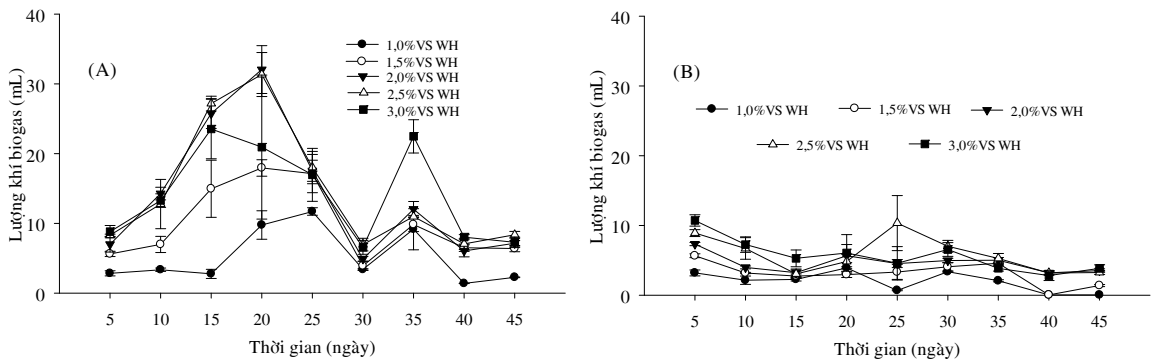 40
30
20
10
0
Lượng khí biogas (mL)
(A)
1,0%VS WH
1,5%VS WH
2,0%VS WH
2,5%VS WH
3,0%VS WH
5 10 15 20 25 30 35 40 45
Thời gian (ngày)
40
30
20
10
0
Lượng khí biogas (mL)
(B)
1,0%VS WH 1,5%VS WH 2,0%VS WH
2,5%VS WH 3,0%VS WH
5 10 15 20 25 30 35 40 45
Thời gian (ngày)